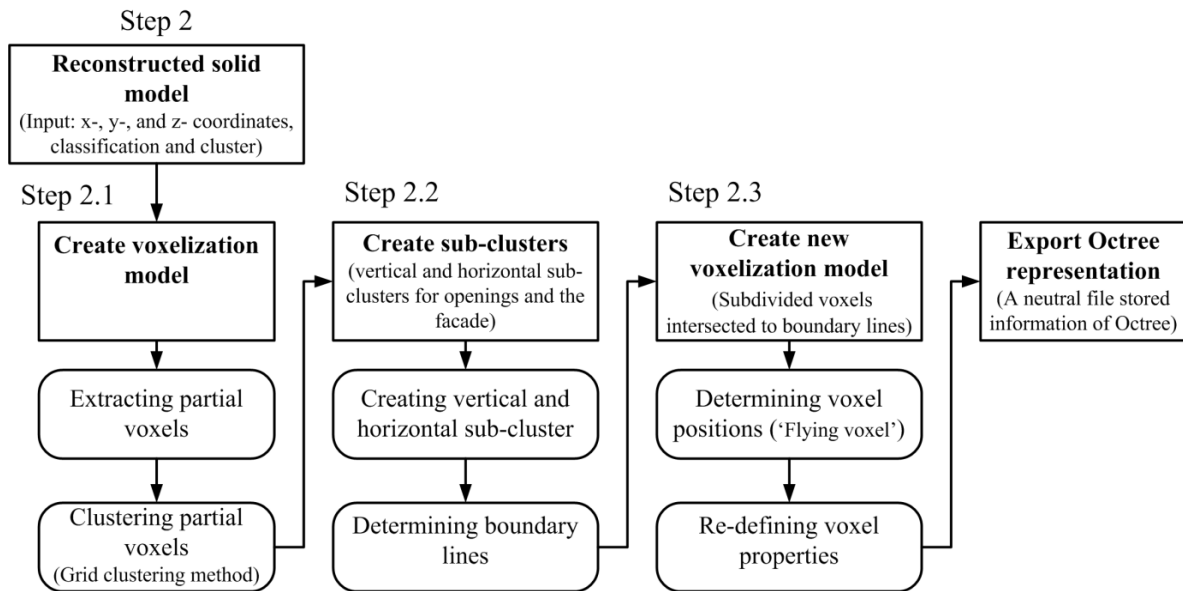 Step 2
Reconstructed solid
model
(Input: x-, y-, and z- coordinates,
classification and cluster)
Step 2.1
Create voxelization
model
Extracting partial
voxels
Clustering partial
voxels
(Grid clustering method)
Step 2.2
Create sub-clusters
(vertical and horizontal sub-
clusters for openings and the
facade)
Creating vertical and
horizontal sub-cluster
Determining boundary
lines
Step 2.3
Create new
voxelization model
(Subdivided voxels
intersected to boundary lines)
Determining voxel
positions (‘Flying voxel’)
Re-defining voxel
properties
Export Octree
representation
(A neutral file stored
information of Octree)